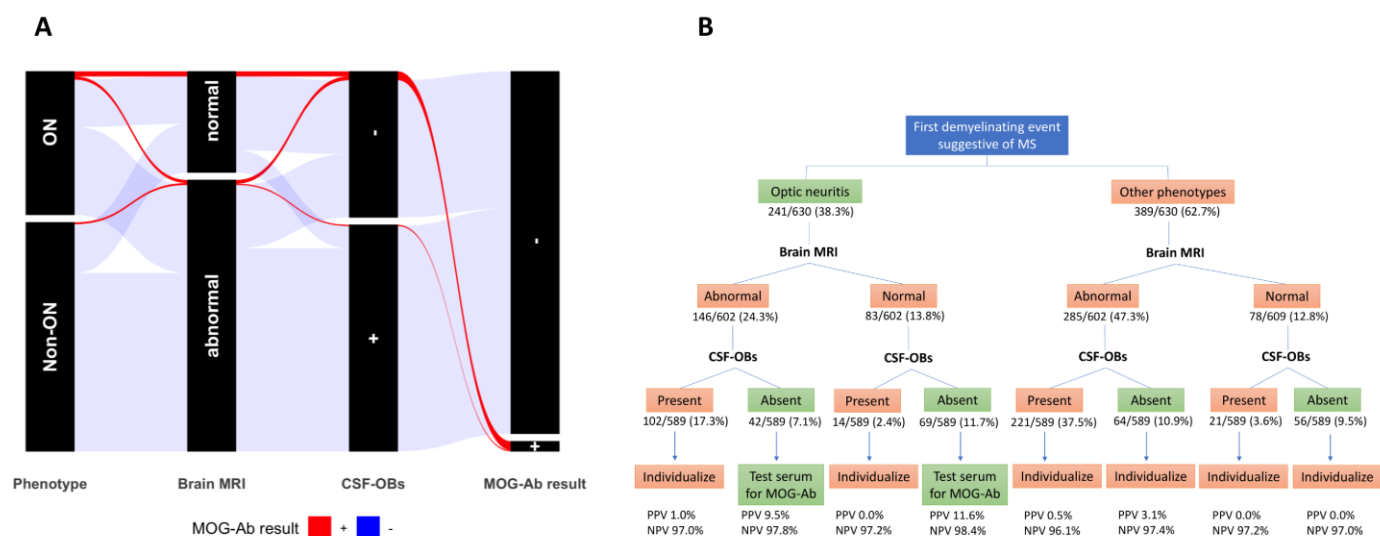 A
ON
Non-ON
normal
abnormal
-
+
-
+
Phenotype Brain MRI CSF-OBs MOG-Ab result
MOG-Ab result + -
B
First demyelinating event
suggestive of MS
Optic neuritis Other phenotypes
241/630 (38.3%) 389/630 (62.7%)
Brain MRI Brain MRI
Abnormal Normal Abnormal Normal
146/602 (24.3%) 83/602 (13.8%) 285/602 (47.3%) 78/609 (12.8%)
CSF-OBs CSF-OBs CSF-OBs CSF-OBs
Present Absent Present Absent Present Absent Present Absent
102/589 (17.3%) 42/589 (7.1%) 14/589 (2.4%) 69/589 (11.7%) 221/589 (37.5%) 64/589 (10.9%) 21/589 (3.6%) 56/589 (9.5%)
Individualize Test serum Individualize Test serum Individualize Individualize Individualize Individualize
for MOG-Ab for MOG-Ab
PPV 1.0% PPV 9.5% PPV 0.0% PPV 11.6% PPV 0.5% PPV 3.1% PPV 0.0% PPV 0.0%
NPV 97.0% NPV 97.8% NPV 97.2% NPV 98.4% NPV 96.1% NPV 97.4% NPV 97.2% NPV 97.0%